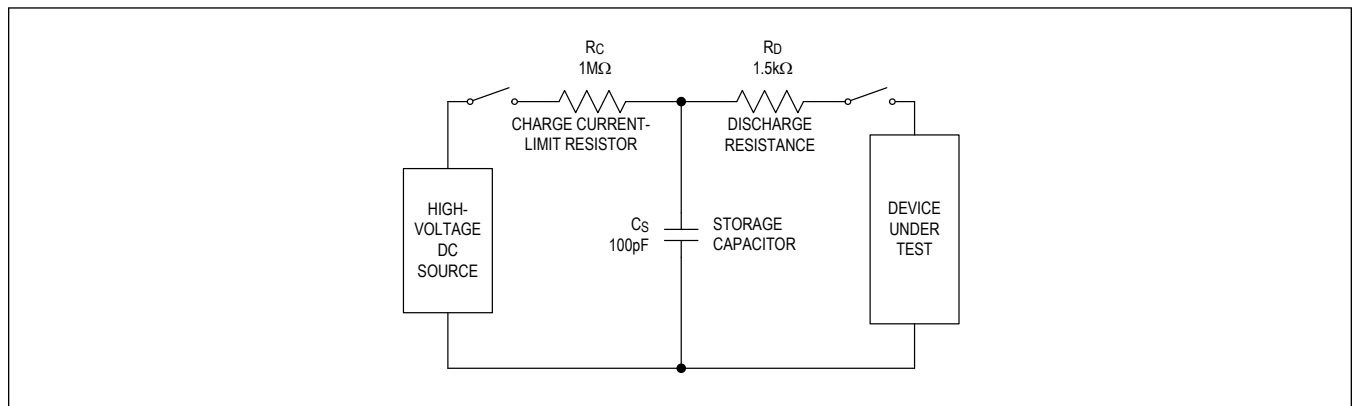 RC
1MΩ
RD
1.5kΩ
CHARGE CURRENT-
LIMIT RESISTOR
DISCHARGE
RESISTANCE
HIGH-
VOLTAGE
DC
SOURCE
CS
100pF
STORAGE
CAPACITOR
DEVICE
UNDER
TEST